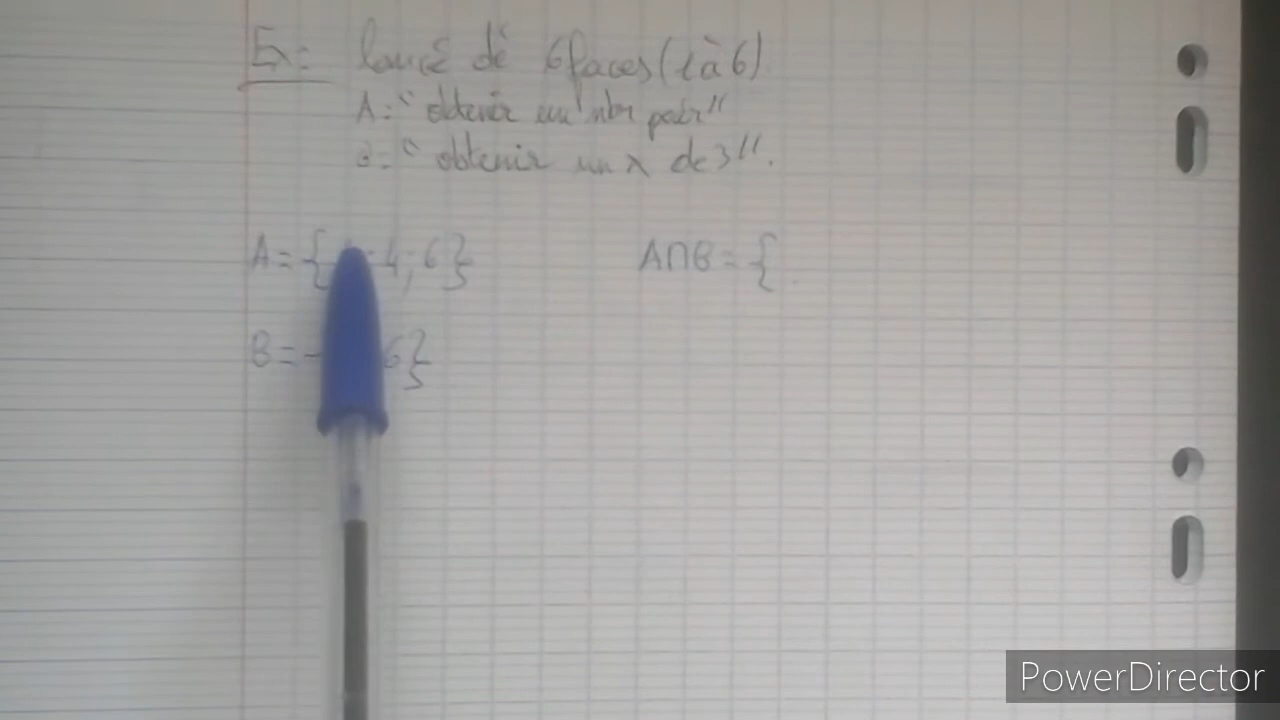 Ex: lancé dé 6 faces (1 à 6)
A: "obtenir un nbr pair"
B: "obtenir un x de 3".
A = { ; 4 ; 6} A∩B = {
B = 6}
PowerDirector